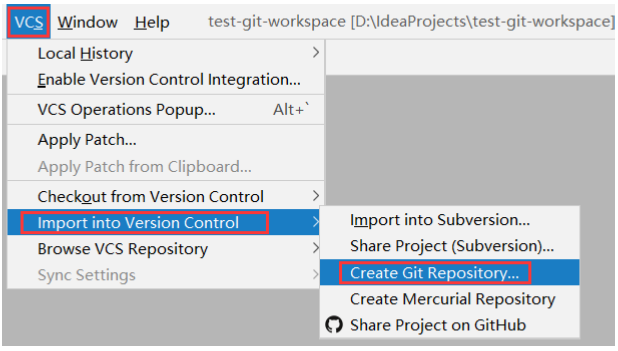 VCS Window Help test-git-workspace [D:\IdeaProjects\test-git-workspace]
Local History
Enable Version Control Integration...
VCS Operations Popup... Alt+`
Apply Patch...
Apply Patch from Clipboard...
Checkout from Version Control
Import into Version Control
Browse VCS Repository
Sync Settings
Import into Subversion...
Share Project (Subversion)...
Create Git Repository...
Create Mercurial Repository
Share Project on GitHub